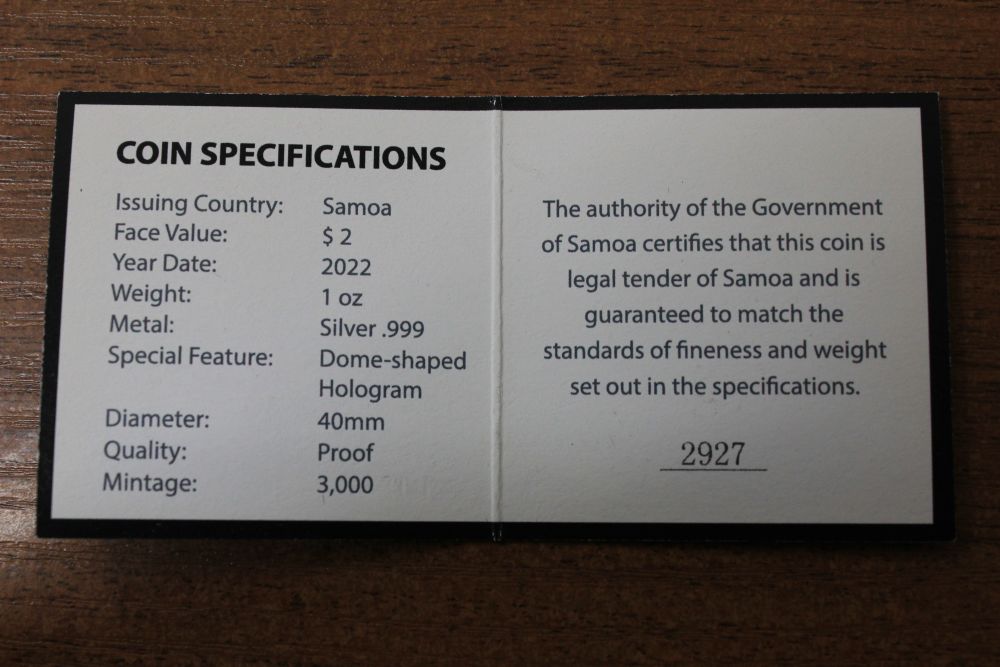 COIN SPECIFICATIONS
Issuing Country: Samoa
Face Value: $ 2
Year Date: 2022
Weight: 1 oz
Metal: Silver .999
Special Feature: Dome-shaped
Hologram
Diameter: 40mm
Quality: Proof
Mintage: 3,000
The authority of the Government
of Samoa certifies that this coin is
legal tender of Samoa and is
guaranteed to match the
standards of fineness and weight
set out in the specifications.
2927